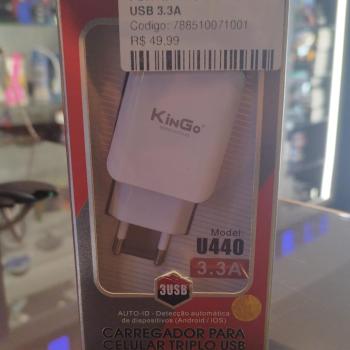 USB 3.3A
Codigo: 788510071001
R$ 49,99
KinGo
Model:
U440
3.3A
3USB
AUTO-ID - Detecção automática
de dispositivos (Android / iOS)
CARREGADOR PARA
CELULAR TRIPLO USB